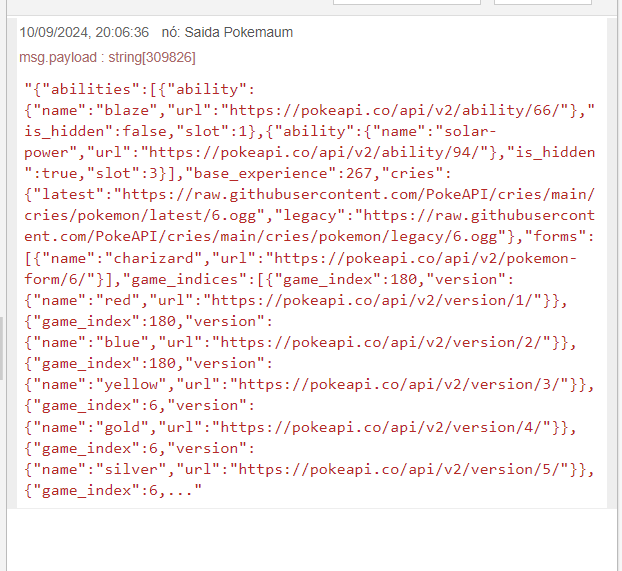 10/09/2024, 20:06:36 nó: Saida Pokemaum
msg.payload : string[309826]
"{"abilities":[{"ability":
{"name":"blaze","url":"https://pokeapi.co/api/v2/ability/66/"},"
is_hidden":false,"slot":1},{"ability":{"name":"solar-
power","url":"https://pokeapi.co/api/v2/ability/94/"},"is_hidden
":true,"slot":3}],"base_experience":267,"cries":
{"latest":"https://raw.githubusercontent.com/PokeAPI/cries/main/
cries/pokemon/latest/6.ogg","legacy":"https://raw.githubusercont
ent.com/PokeAPI/cries/main/cries/pokemon/legacy/6.ogg"},"forms":
[{"name":"charizard","url":"https://pokeapi.co/api/v2/pokemon-
form/6/"}],"game_indices":[{"game_index":180,"version":
{"name":"red","url":"https://pokeapi.co/api/v2/version/1/"}},
{"game_index":180,"version":
{"name":"blue","url":"https://pokeapi.co/api/v2/version/2/"}},
{"game_index":180,"version":
{"name":"yellow","url":"https://pokeapi.co/api/v2/version/3/"}},
{"game_index":6,"version":
{"name":"gold","url":"https://pokeapi.co/api/v2/version/4/"}},
{"game_index":6,"version":
{"name":"silver","url":"https://pokeapi.co/api/v2/version/5/"}},
{"game_index":6,..."